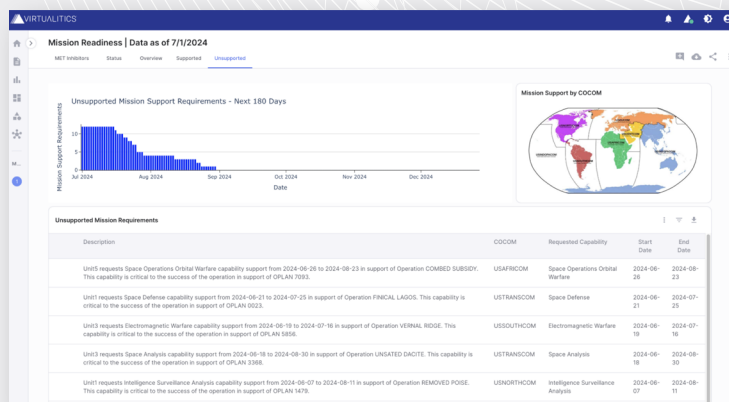 VIRTUALITICS
Mission Readiness | Data as of 7/1/2024
MET Inhibitors Status Overview Supported Unsupported
Unsupported Mission Support Requirements - Next 180 Days
Mission Support Requirements
10
5
0
Jul 2024 Aug 2024 Sep 2024 Oct 2024 Nov 2024 Dec 2024
Date
Mission Support by COCOM
M...
Unsupported Mission Requirements
Description COCOM Requested Capability Start Date End Date
Unit5 requests Space Operations Orbital Warfare capability support from 2024-06-26 to 2024-08-23 in support of Operation COMBED SUBSIDY.
This capability is critical to the success of the operation in support of OPLAN 7093.
USAFRICOM
Space Operations Orbital
Warfare
2024-06-
26
2024-08-
23
Unit1 requests Space Defense capability support from 2024-06-21 to 2024-07-25 in support of Operation FINICAL LAGOS. This capability is
critical to the success of the operation in support of OPLAN 0023.
USTRANSCOM
Space Defense
2024-06-
21
2024-07-
25
Unit3 requests Electromagnetic Warfare capability support from 2024-06-19 to 2024-07-16 in support of Operation VERNAL RIDGE. This
capability is critical to the success of the operation in support of OPLAN 5856.
USSOUTHCOM
Electromagnetic Warfare
2024-06-
19
2024-07-
16
Unit3 requests Space Analysis capability support from 2024-06-18 to 2024-08-30 in support of Operation UNSATED DACITE. This capability is
critical to the success of the operation in support of OPLAN 3368.
USTRANSCOM
Space Analysis
2024-06-
18
2024-08-
30
Unit1 requests Intelligence Surveillance Analysis capability support from 2024-06-07 to 2024-08-11 in support of Operation REMOVED POISE.
This capability is critical to the success of the operation in support of OPLAN 1479.
USNORTHCOM
Intelligence Surveillance
Analysis
2024-06-
07
2024-08-
11